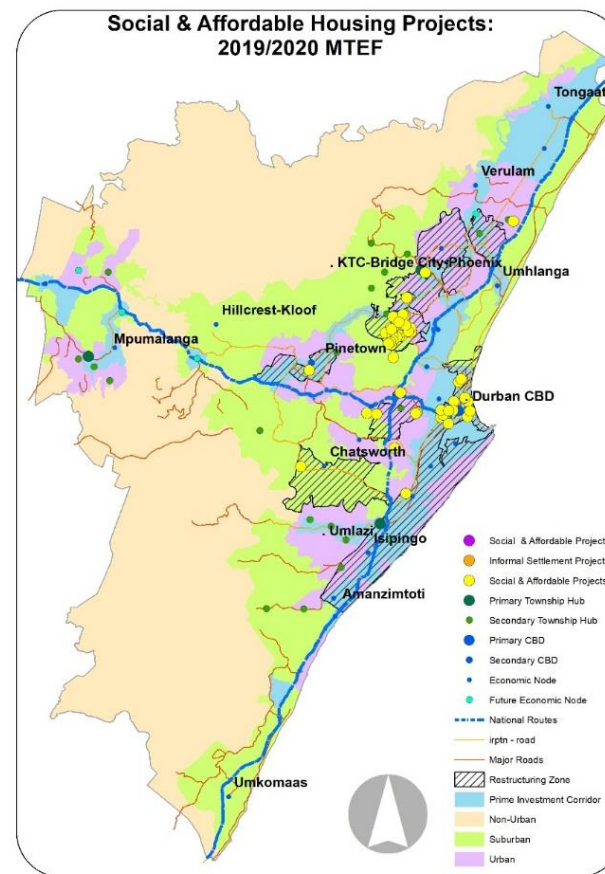 Social & Affordable Housing Projects:
2019/2020 MTEF
Tongaat
Verulam
. KTC-Bridge City-Phoenix
Umhlanga
Hillcrest-Kloof
Mpumalanga
Pinetown
Durban CBD
Chatsworth
. Umlazi
Isipingo
Amanzimtoti
Umkomaas
Social & Affordable Project
Informal Settlement Project
Social & Affordable Projects
Primary Township Hub
Secondary Township Hub
Primary CBD
Secondary CBD
Economic Node
Future Economic Node
National Routes
irptn - road
Major Roads
Restructuring Zone
Prime Investment Corridor
Non-Urban
Suburban
Urban